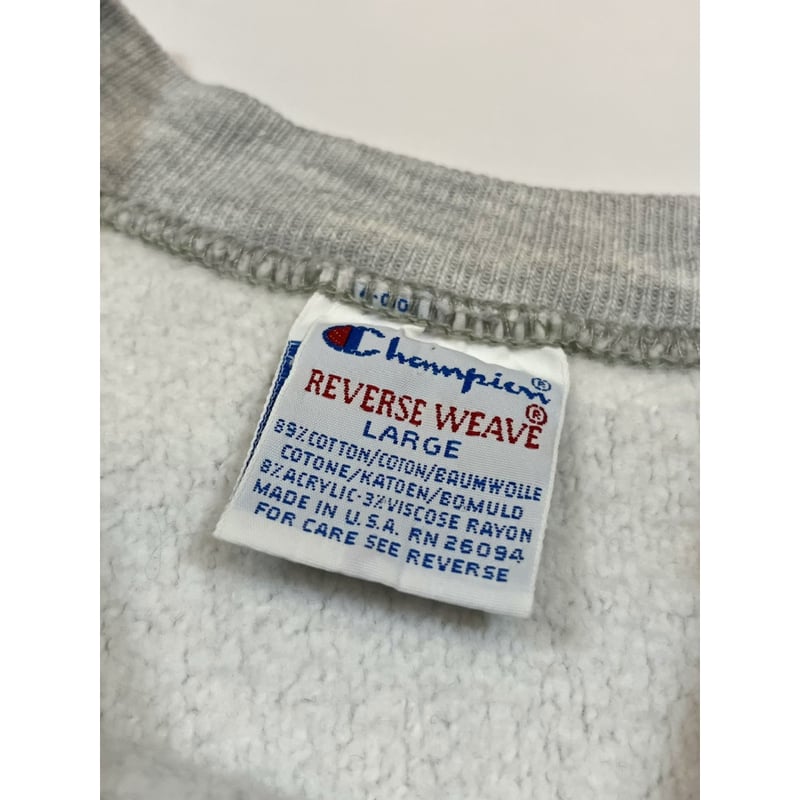 Champion®
REVERSE WEAVE®
LARGE
89%COTTON/COTON/BAUMWOLLE
COTONE/KATOEN/BOMULD
8%ACRYLIC-3%VISCOSE RAYON
MADE IN U.S.A. RN 26094
FOR CARE SEE REVERSE